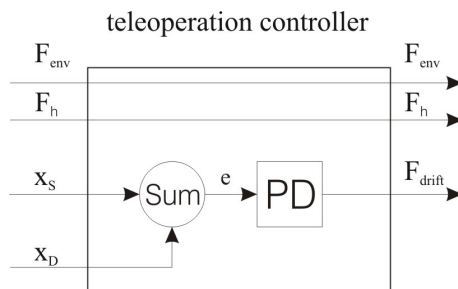 teleoperation controller
F_env F_env
F_h F_h
x_S Sum e PD F_drift
x_D